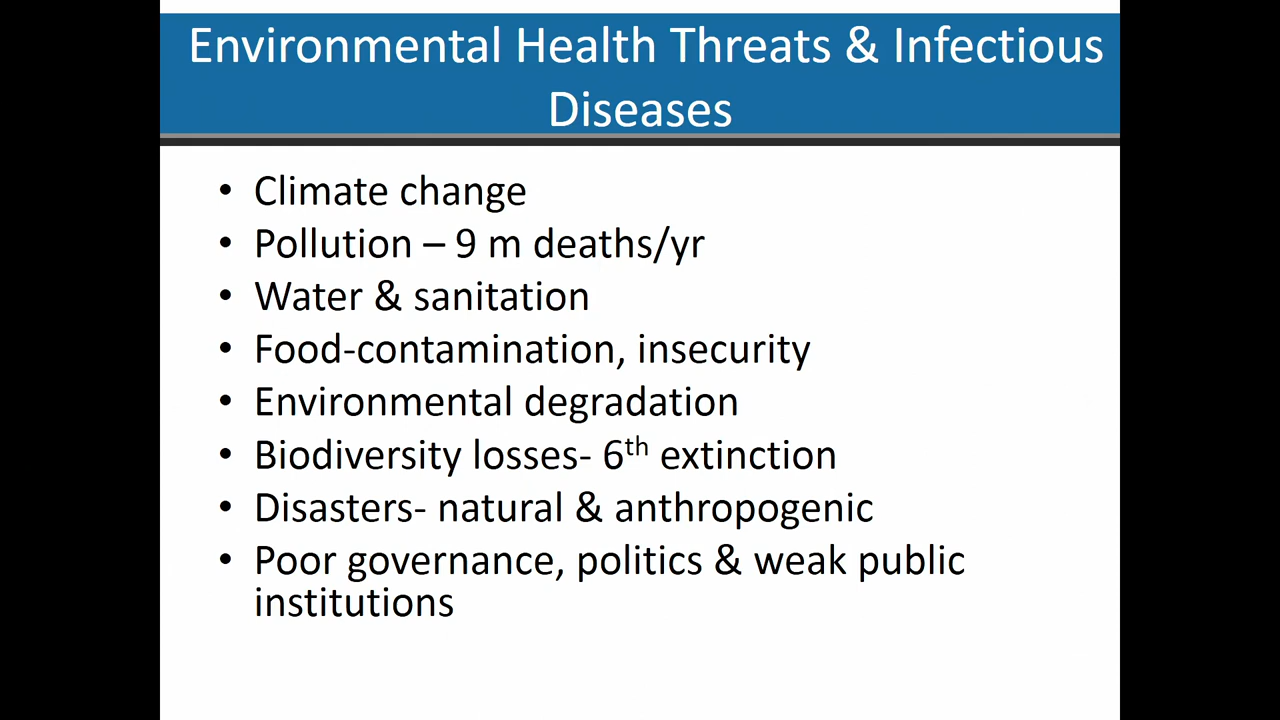 Environmental Health Threats & Infectious
Diseases
• Climate change
• Pollution – 9 m deaths/yr
• Water & sanitation
• Food-contamination, insecurity
• Environmental degradation
• Biodiversity losses- 6th extinction
• Disasters- natural & anthropogenic
• Poor governance, politics & weak public
institutions